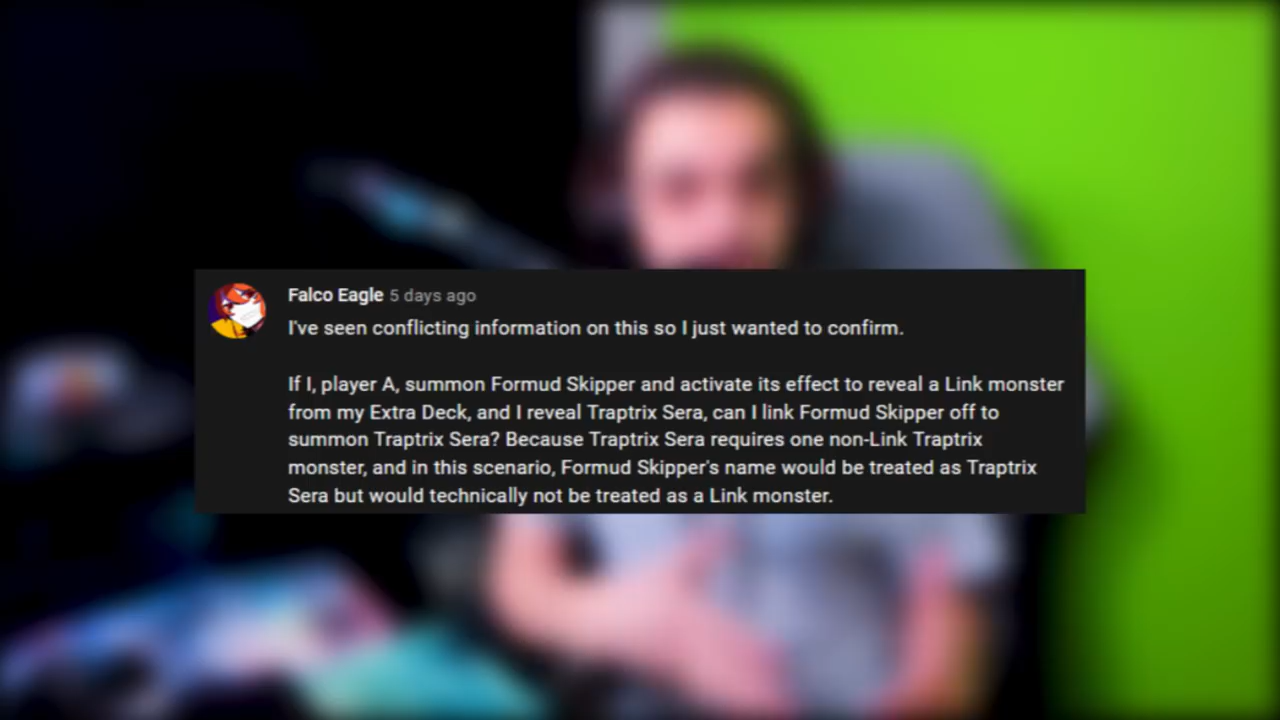 Falco Eagle 5 days ago
I've seen conflicting information on this so I just wanted to confirm.
If I, player A, summon Formud Skipper and activate its effect to reveal a Link monster
from my Extra Deck, and I reveal Traptrix Sera, can I link Formud Skipper off to
summon Traptrix Sera? Because Traptrix Sera requires one non-Link Traptrix
monster, and in this scenario, Formud Skipper's name would be treated as Traptrix
Sera but would technically not be treated as a Link monster.